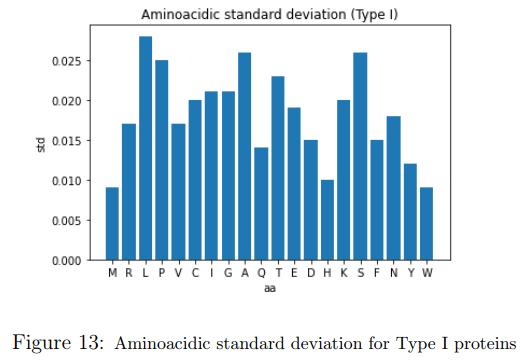 Aminoacidic standard deviation (Type I)
0.025
0.020
0.015
0.010
0.005
0.000
std
M R L P V C I G A Q T E D H K S F N Y W
aa
Figure 13: Aminoacidic standard deviation for Type I proteins